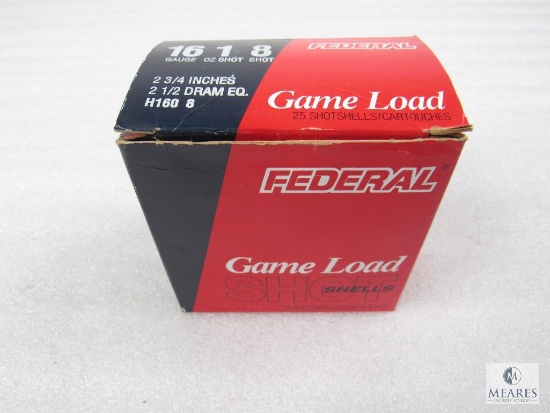 16 1 8
GAUGE OZ SHOT SHOT
2 3/4 INCHES
2 1/2 DRAM EQ.
H160 8
FEDERAL
Game Load
25 SHOTSHELLS/CARTOUCHES
FEDERAL®
Game Load
SHOT
SHELLS
MEARES